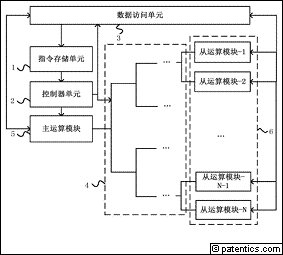 数据访问单元
3
指令存储单元
1
控制器单元
2
主运算模块
5
4
从运算模块-1
从运算模块-2
...
...
...
6
...
...
从运算模块-
N-1
从运算模块-N
© patentics.com